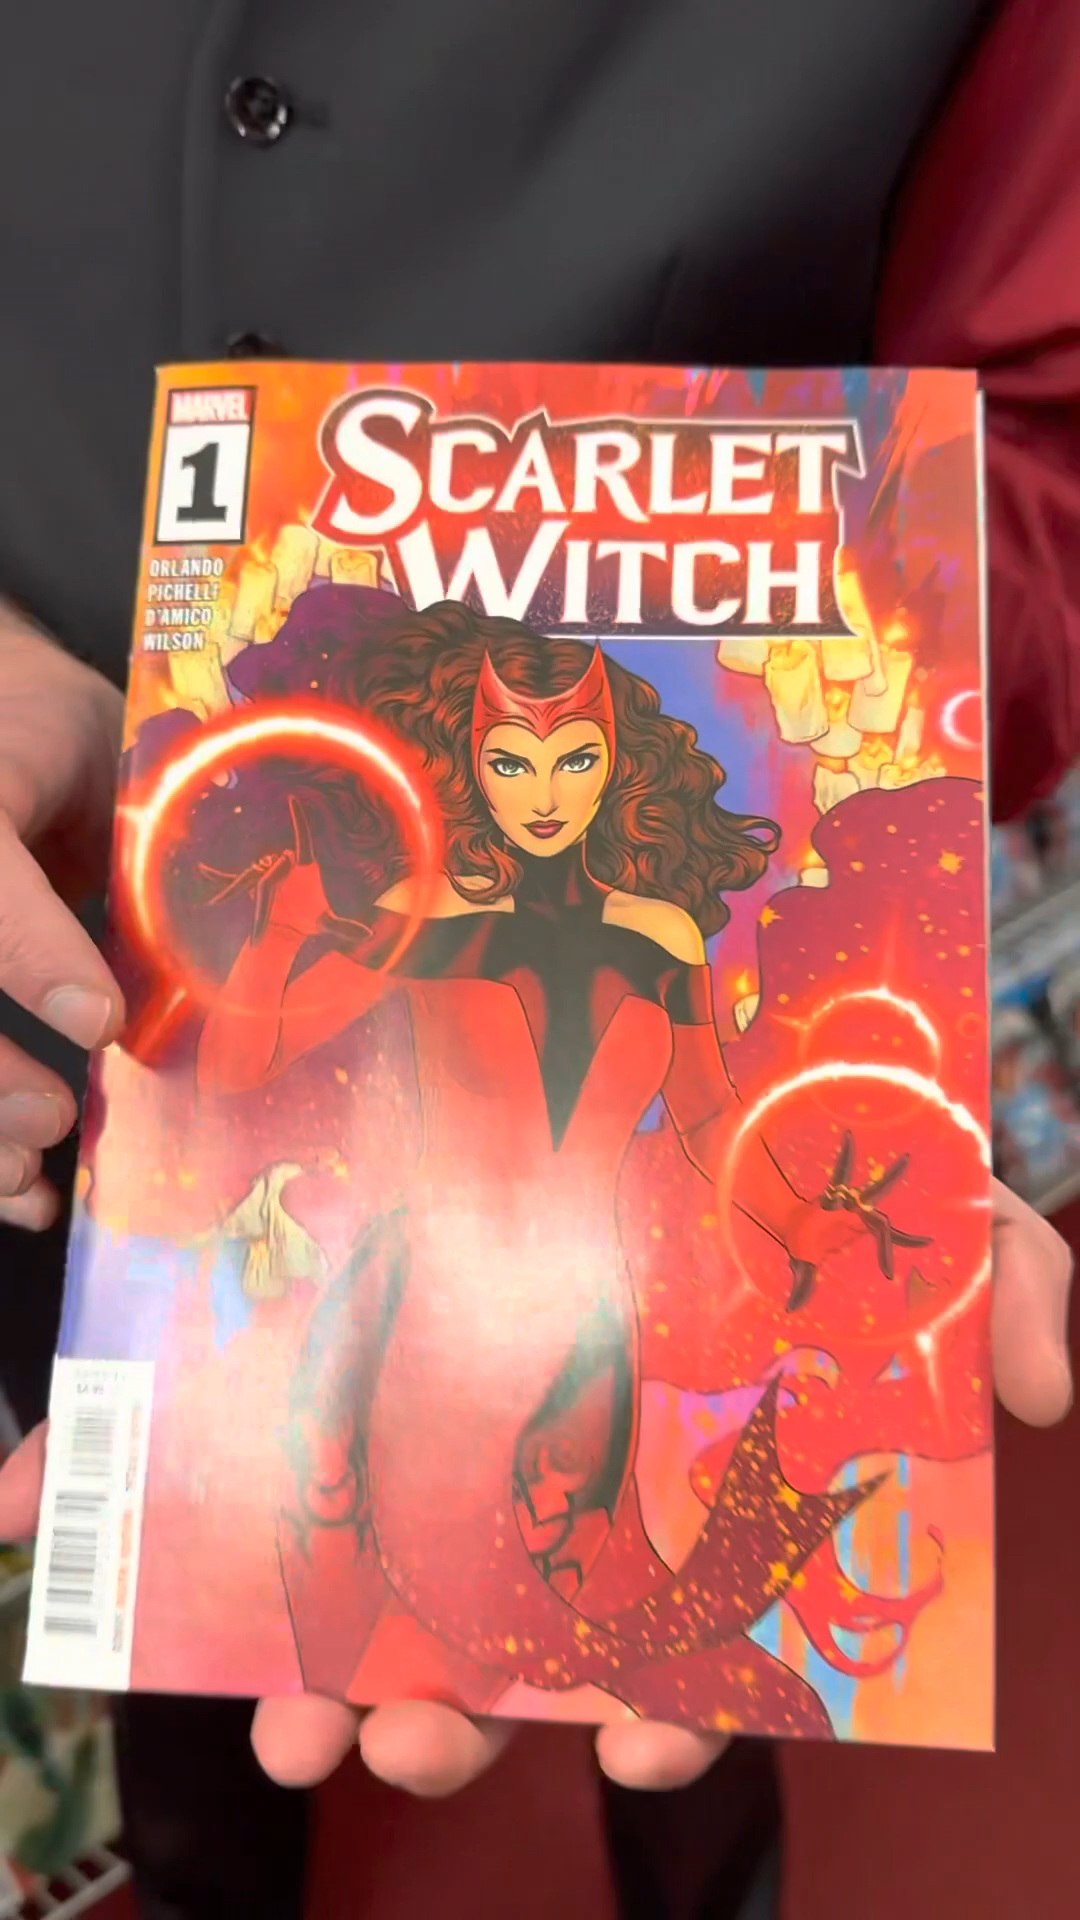 MARVEL
1
SCARLET
WITCH
ORLANDO
PICHELLI
D'AMICO
WILSON
$4.99